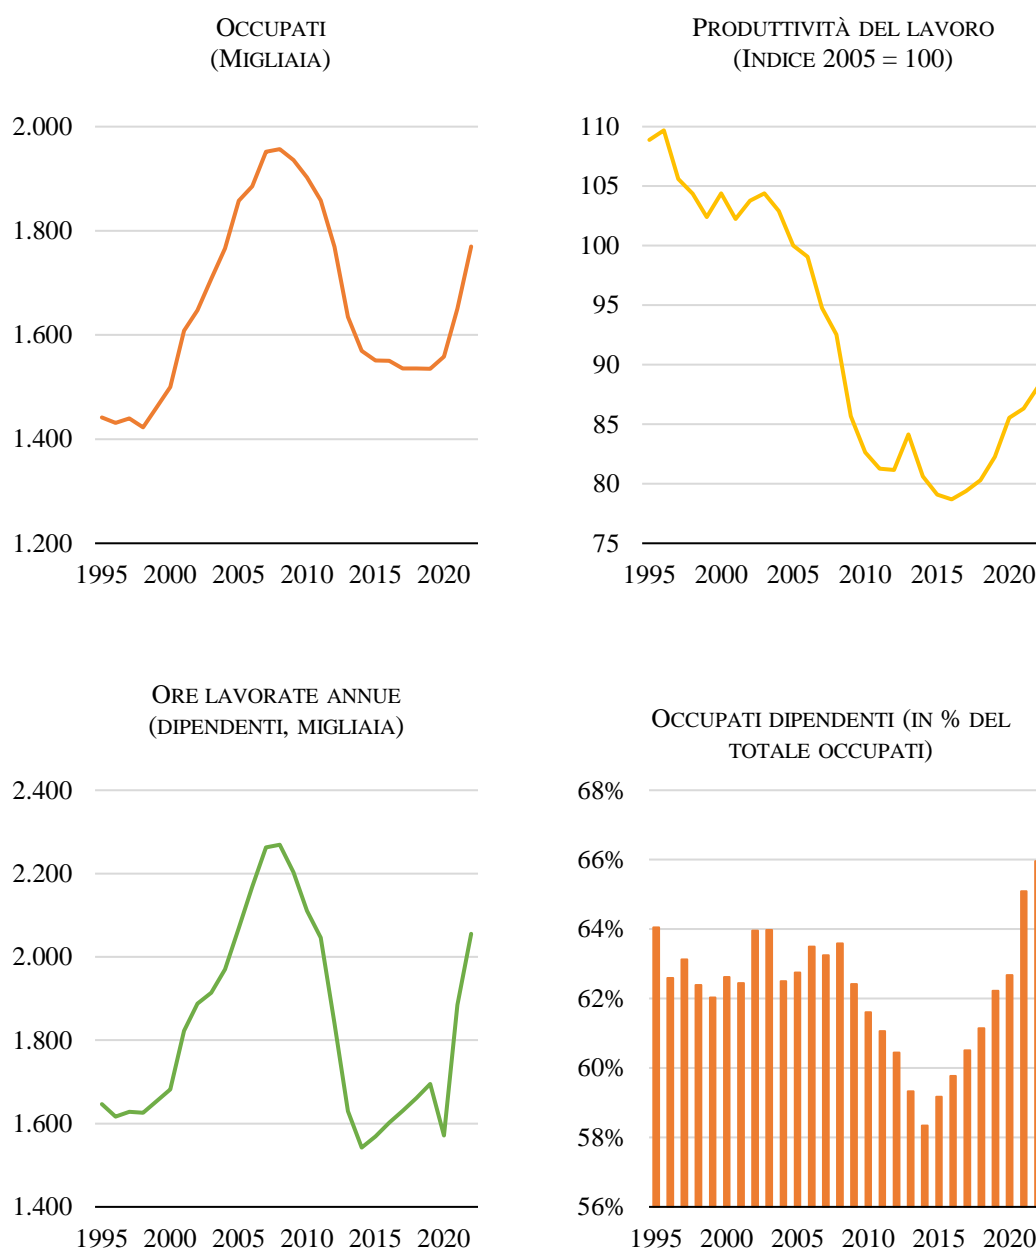 OCCUPATI
(MIGLIAIA)
2.000
1.800
1.600
1.400
1.200
1995 2000 2005 2010 2015 2020
PRODUTTIVITÀ DEL LAVORO
(INDICE 2005 = 100)
110
105
100
95
90
85
80
75
1995 2000 2005 2010 2015 2020
ORE LAVORATE ANNUE
(DIPENDENTI, MIGLIAIA)
2.400
2.200
2.000
1.800
1.600
1.400
1995 2000 2005 2010 2015 2020
OCCUPATI DIPENDENTI (IN % DEL
TOTALE OCCUPATI)
68%
66%
64%
62%
60%
58%
56%
1995 2000 2005 2010 2015 2020